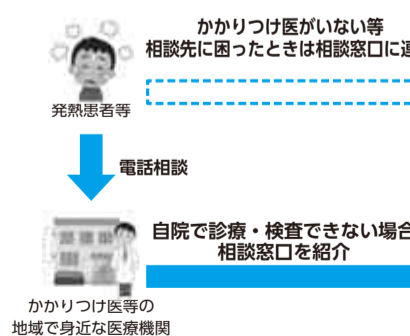 かかりつけ医がいない等
相談先に困ったときは相談窓口に
発熱患者等
電話相談
自院で診療・検査できない場合
相談窓口を紹介
かかりつけ医等の
地域で身近な医療機関